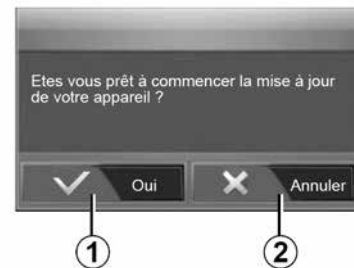 Etes vous prêt à commencer la mise à jour
de votre appareil ?
Oui Annuler
1 2